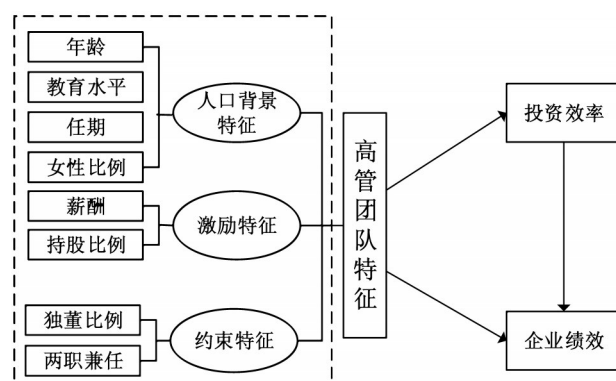 年龄
教育水平
任期
女性比例
薪酬
持股比例
独董比例
两职兼任
人口背景
特征
激励特征
约束特征
高管团队特征
投资效率
企业绩效